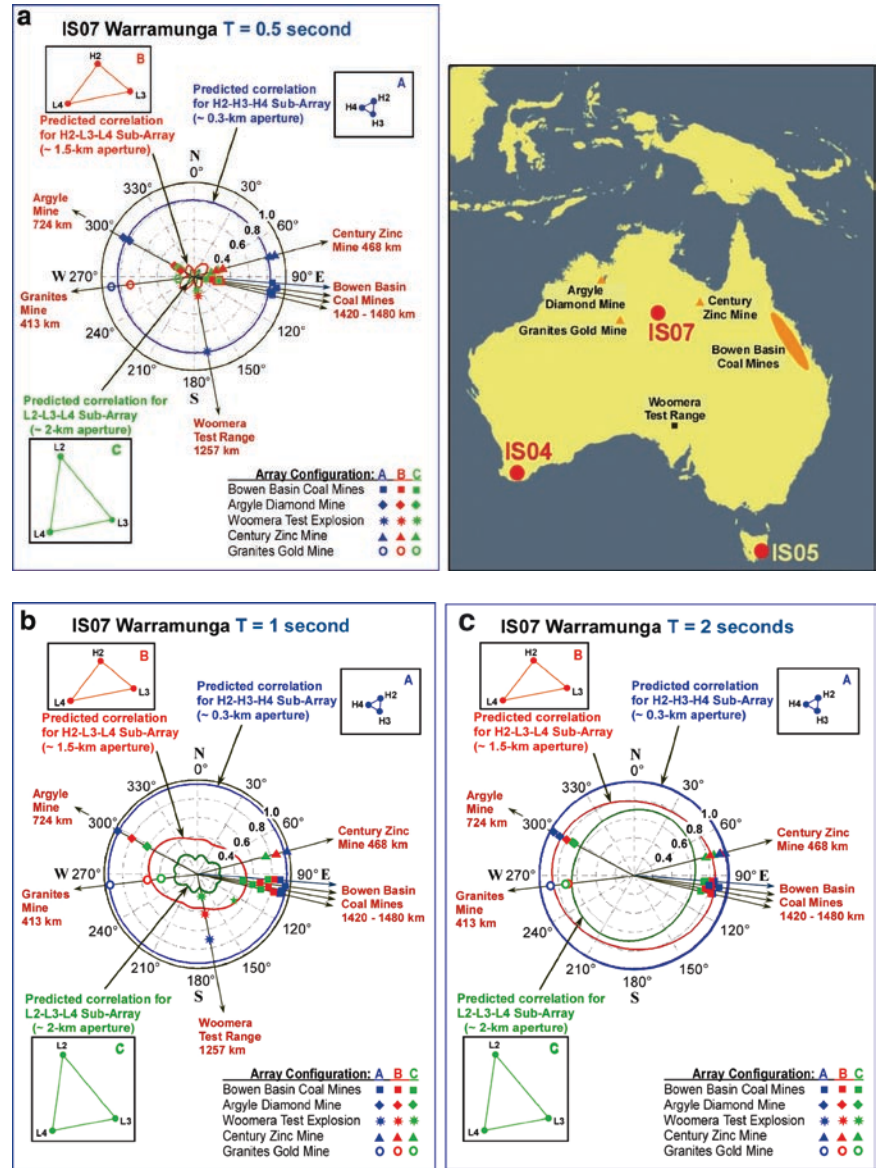 a
IS07 Warramunga T = 0.5 second
B
H2
L4
L3
Predicted correlation
for H2-L3-L4 Sub-Array
(~ 1.5-km aperture)
Predicted correlation
for H2-H3-H4 Sub-Array
(~ 0.3-km aperture)
A
H4
H2
H3
N
0°
330°
30°
300°
60°
1.0
0.8
0.6
0.4
Argyle
Mine
724 km
Century Zinc
Mine 468 km
W 270°
90° E
Bowen Basin
Coal Mines
1420 - 1480 km
Granites
Mine
413 km
240°
120°
210°
150°
180°
S
Predicted correlation for
L2-L3-L4 Sub-Array
(~ 2-km aperture)
Woomera
Test Range
1257 km
C
L2
L3
L4
Array Configuration: A B C
Bowen Basin Coal Mines
Argyle Diamond Mine
Woomera Test Explosion
Century Zinc Mine
Granites Gold Mine
Argyle
Diamond Mine
Century
Zinc Mine
Granites Gold Mine
IS07
Bowen Basin
Coal Mines
Woomera
Test Range
IS04
IS05
b
IS07 Warramunga T = 1 second
B
H2
L4
L3
Predicted correlation
for H2-L3-L4 Sub-Array
(~ 1.5-km aperture)
Predicted correlation
for H2-H3-H4 Sub-Array
(~ 0.3-km aperture)
A
H4
H2
H3
N
0°
330°
30°
300°
60°
1.0
0.8
0.6
0.4
Argyle
Mine
724 km
Century Zinc
Mine 468 km
W 270°
90° E
Bowen Basin
Coal Mines
1420 - 1480 km
Granites
Mine
413 km
240°
120°
210°
150°
180°
S
Predicted correlation for
L2-L3-L4 Sub-Array
(~ 2-km aperture)
Woomera
Test Range
1257 km
C
L2
L3
L4
Array Configuration: A B C
Bowen Basin Coal Mines
Argyle Diamond Mine
Woomera Test Explosion
Century Zinc Mine
Granites Gold Mine
c
IS07 Warramunga T = 2 seconds
B
H2
L4
L3
Predicted correlation
for H2-L3-L4 Sub-Array
(~ 1.5-km aperture)
Predicted correlation
for H2-H3-H4 Sub-Array
(~ 0.3-km aperture)
A
H4
H2
H3
N
0°
330°
30°
300°
60°
1.0
0.8
0.6
0.4
Argyle
Mine
724 km
Century Zinc
Mine 468 km
W 270°
90° E
Bowen Basin
Coal Mines
1420 - 1480 km
Granites
Mine
413 km
240°
120°
210°
150°
180°
S
Predicted correlation for
L2-L3-L4 Sub-Array
(~ 2-km aperture)
C
L2
L3
L4
Array Configuration: A B C
Bowen Basin Coal Mines
Argyle Diamond Mine
Woomera Test Explosion
Century Zinc Mine
Granites Gold Mine